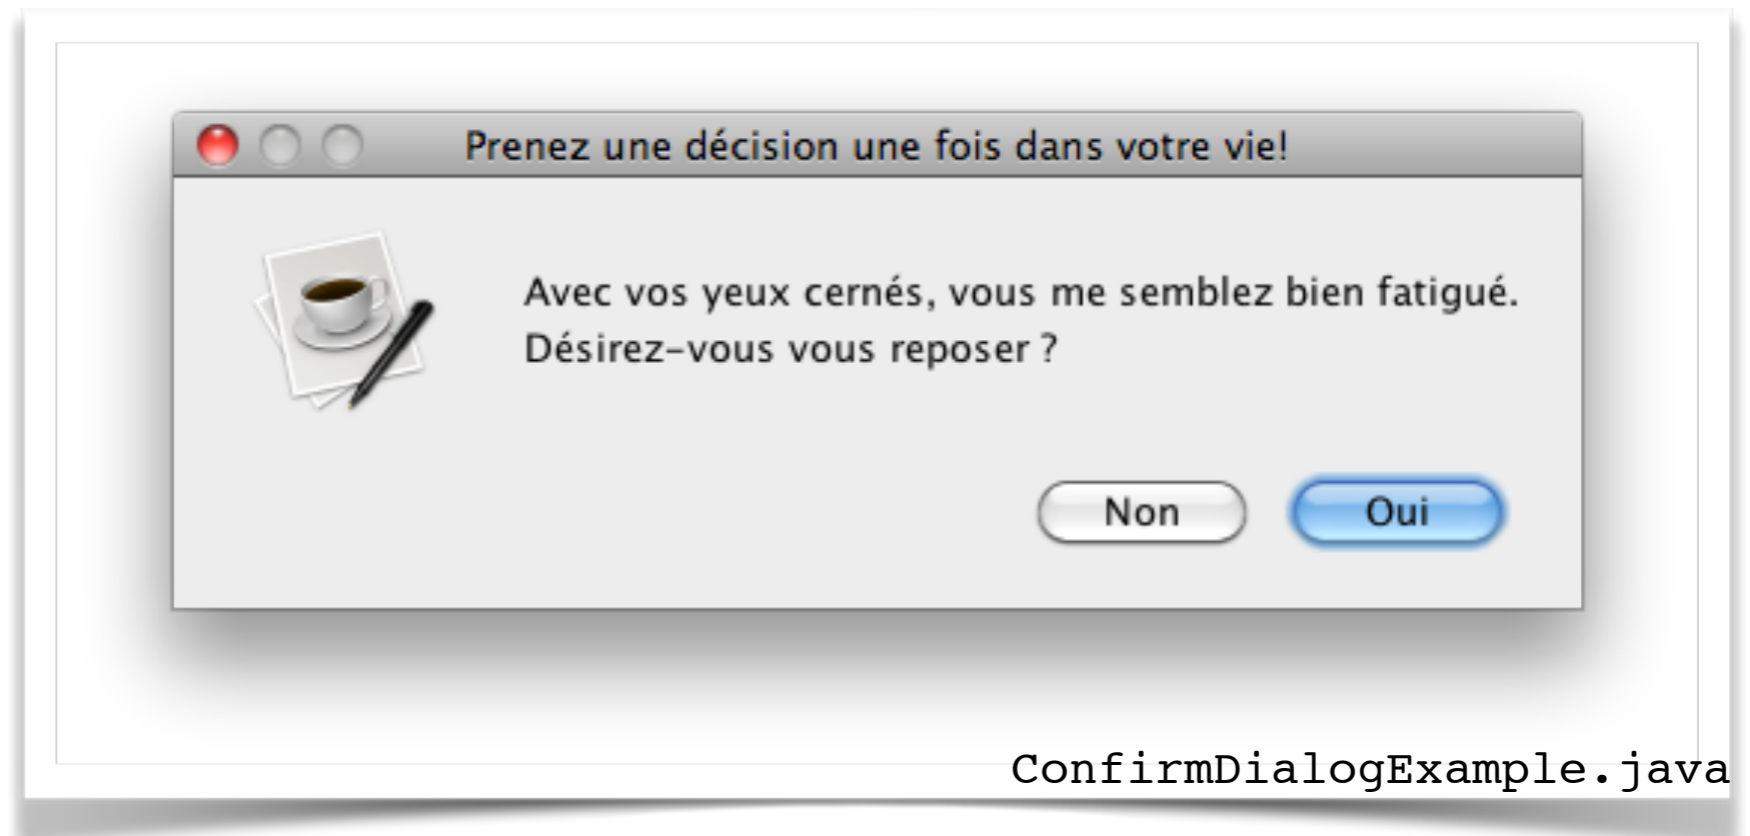 Prenez une décision une fois dans votre vie!
Avec vos yeux cernés, vous me semblez bien fatigué.
Désirez-vous vous reposer ?
Non
Oui
ConfirmDialogExample.java